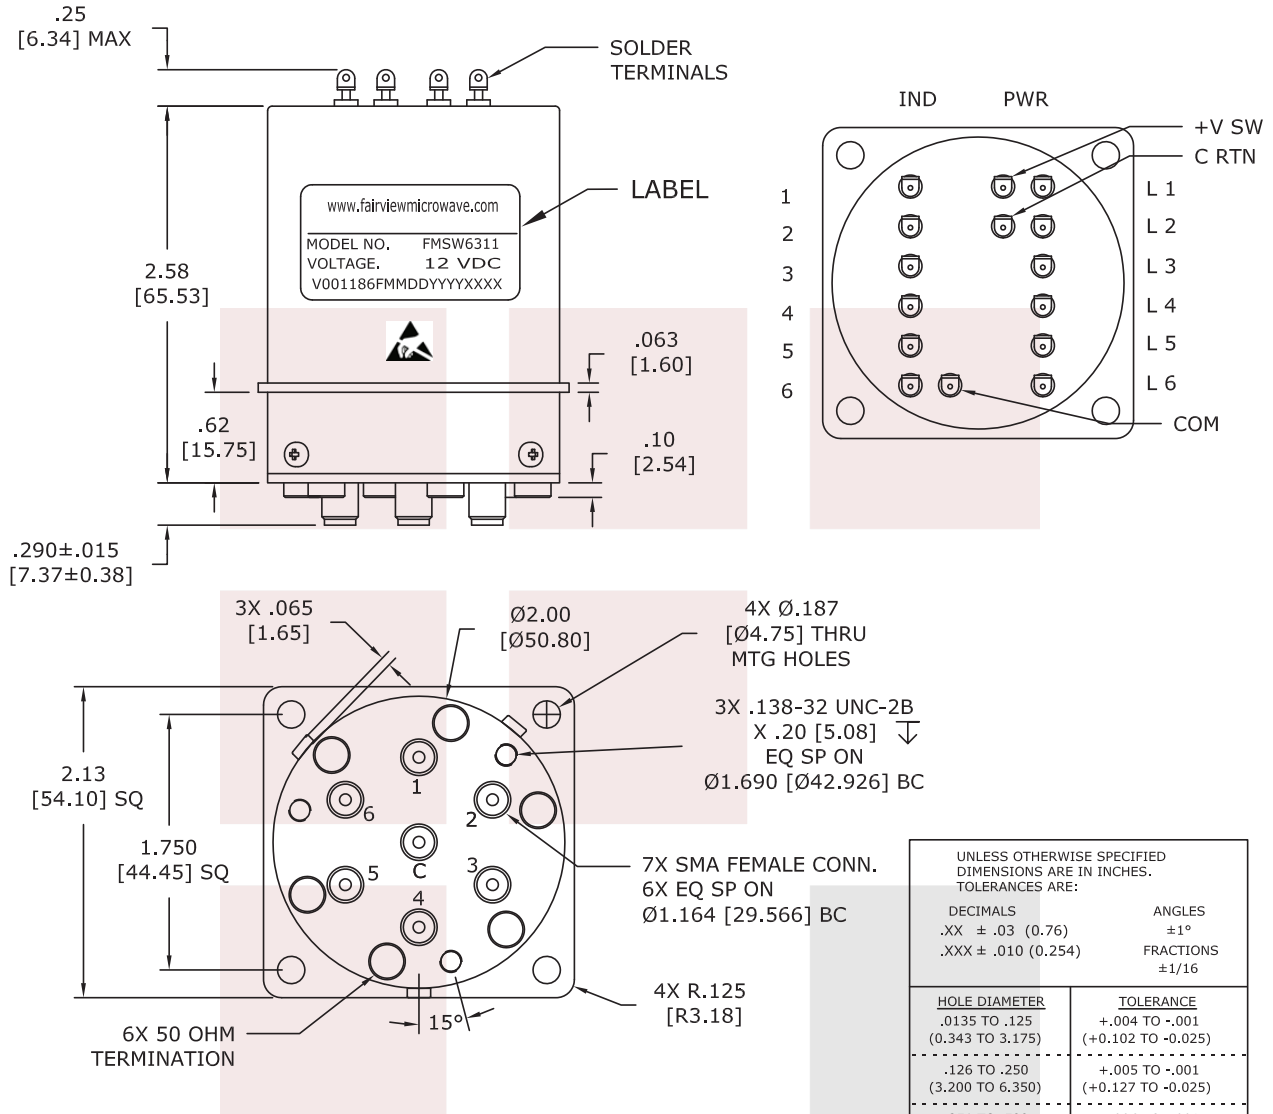 .25
[6.34] MAX
SOLDER
TERMINALS
www.fairviewmicrowave.com
MODEL NO. FMSW6311
VOLTAGE. 12 VDC
V001186FMMDDYYYYXXXX
LABEL
2.58
[65.53]
.063
[1.60]
.62
[15.75]
.10
[2.54]
.290±.015
[7.37±0.38]
IND PWR
+V SW
C RTN
1 L 1
2 L 2
3 L 3
4 L 4
5 L 5
6 L 6
COM
3X .065
[1.65]
Ø2.00
[Ø50.80]
4X Ø.187
[Ø4.75] THRU
MTG HOLES
3X .138-32 UNC-2B
X .20 [5.08]
EQ SP ON
Ø1.690 [Ø42.926] BC
2.13
[54.10] SQ
1.750
[44.45] SQ
1
6
2
C
5
3
4
7X SMA FEMALE CONN.
6X EQ SP ON
Ø1.164 [29.566] BC
4X R.125
[R3.18]
15°
6X 50 OHM
TERMINATION
UNLESS OTHERWISE SPECIFIED
DIMENSIONS ARE IN INCHES.
TOLERANCES ARE:
DECIMALS ANGLES
.XX ± .03 (0.76) ±1°
.XXX ± .010 (0.254) FRACTIONS
±1/16
HOLE DIAMETER TOLERANCE
.0135 TO .125 +.004 TO -.001
(0.343 TO 3.175) (+0.102 TO -0.025)
.126 TO .250 +.005 TO -.001
(3.200 TO 6.350) (+0.127 TO -0.025)